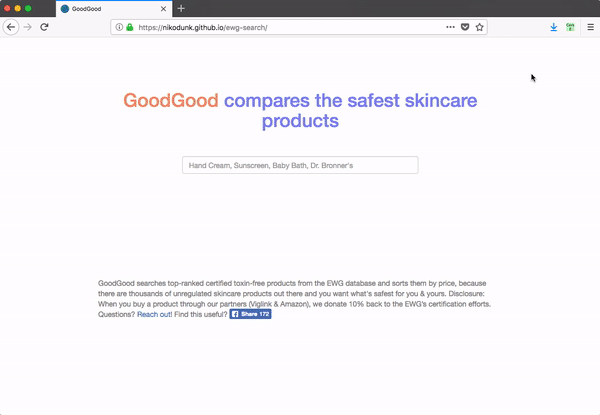 GoodGood
https://nikodunk.github.io/ewg-search/
GoodGood compares the safest skincare
products
Hand Cream, Sunscreen, Baby Bath, Dr. Bronner's
GoodGood searches top-ranked certified toxin-free products from the EWG database and sorts them by price, because
there are thousands of unregulated skincare products out there and you want what's safest for you & yours. Disclosure:
When you buy a product through our partners (Viglink & Amazon), we donate 10% back to the EWG's certification efforts.
Questions? Reach out! Find this useful? Share 172